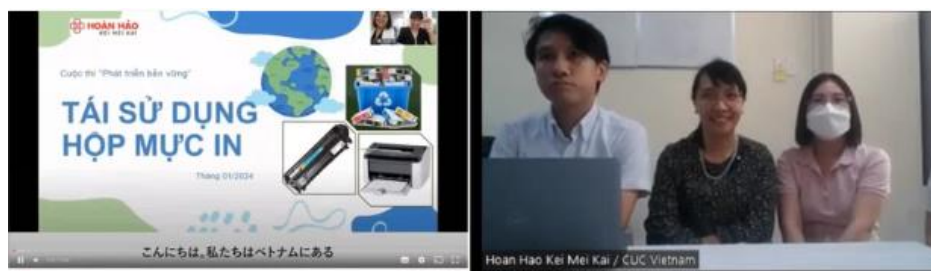 HOÀN HẢO
KEI MEI KAI
Cuộc thi "Phát triển bền vững"
TÁI SỬ DỤNG
HỘP MỰC IN
Tháng 01/2024
こんにちは。私たちはベトナムにある
Hoan Hao Kei Mei Kai / CUC Vietnam